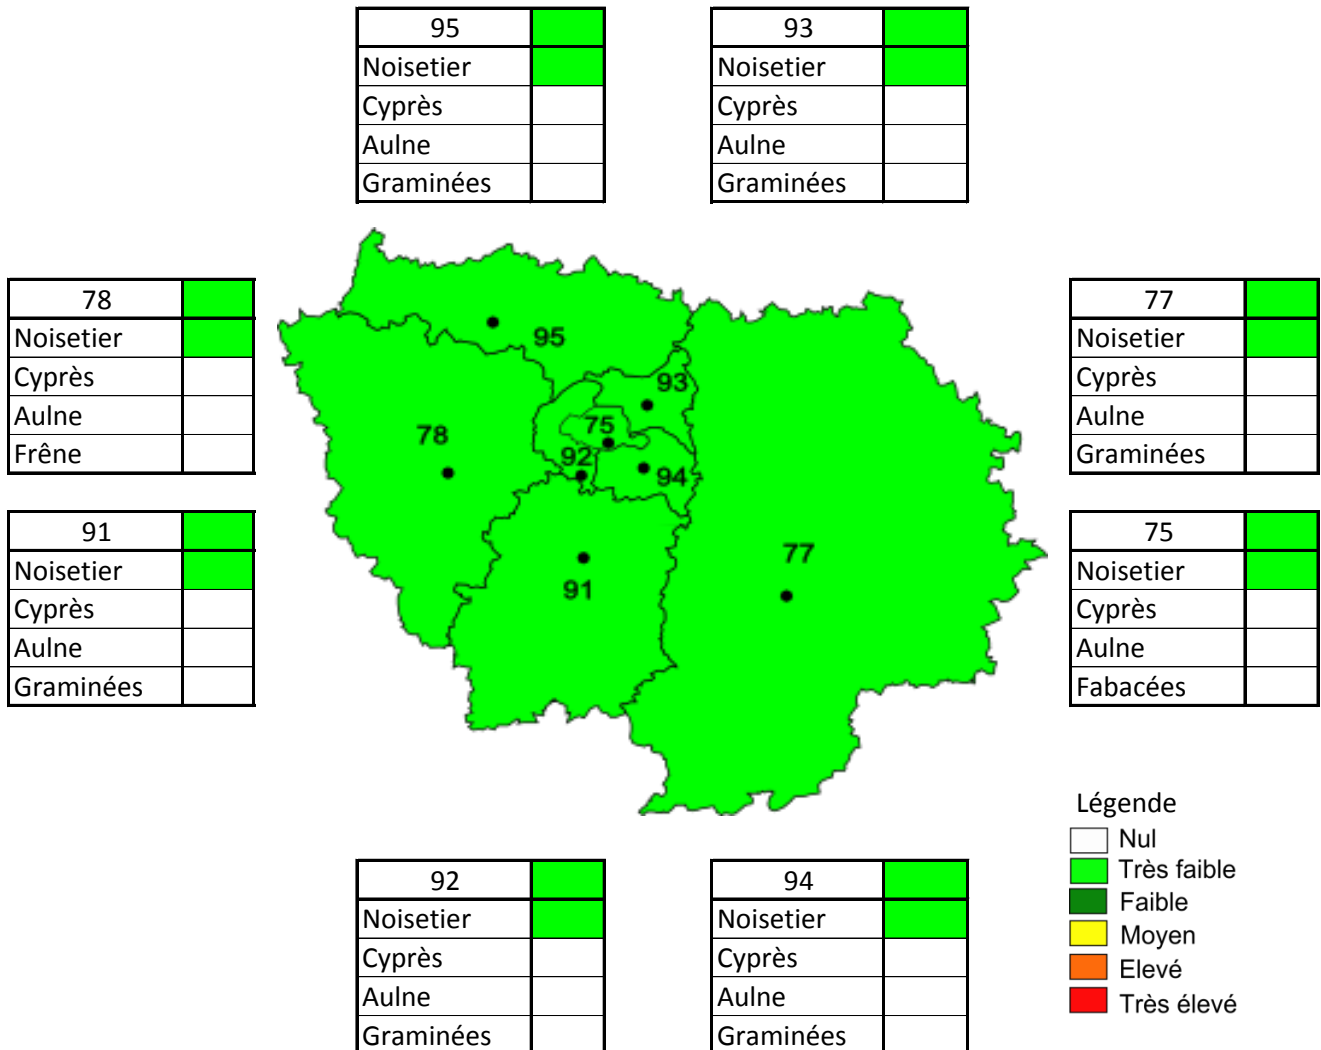 95
Noisetier
Cyprès
Aulne
Graminées
93
Noisetier
Cyprès
Aulne
Graminées
78
Noisetier
Cyprès
Aulne
Frêne
91
Noisetier
Cyprès
Aulne
Graminées
95
93
75
78
92
94
77
91
77
Noisetier
Cyprès
Aulne
Graminées
75
Noisetier
Cyprès
Aulne
Fabacées
92
Noisetier
Cyprès
Aulne
Graminées
94
Noisetier
Cyprès
Aulne
Graminées
Légende
Nul
Très faible
Faible
Moyen
Elevé
Très élevé